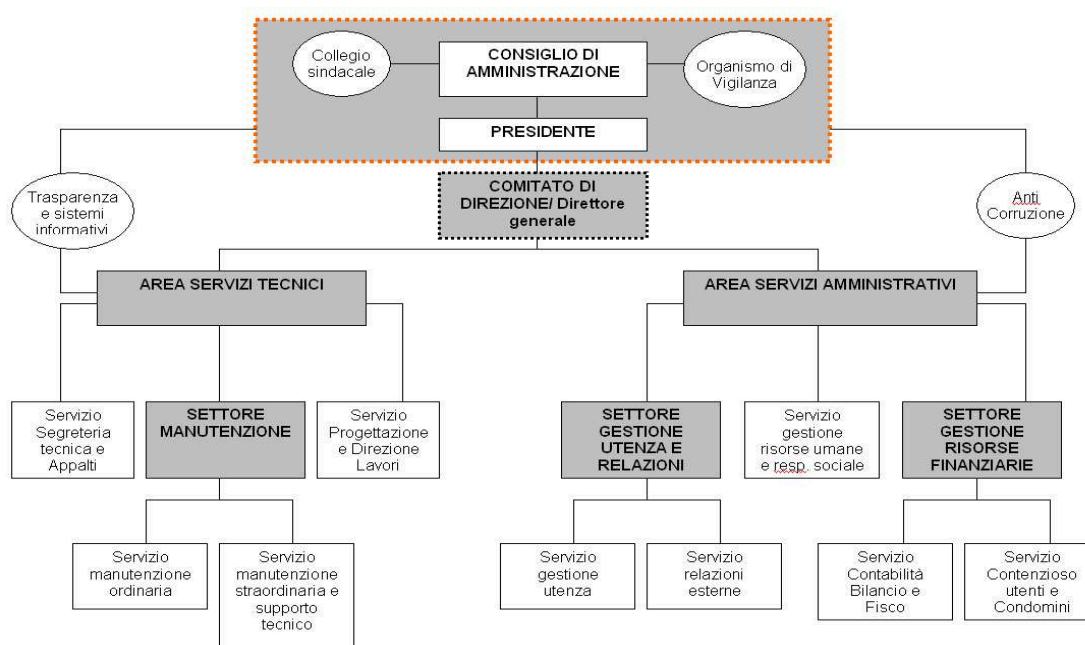 Collegio
sindacale
CONSIGLIO DI
AMMINISTRAZIONE
Organismo di
Vigilanza
PRESIDENTE
Trasparenza
e sistemi
informativi
COMITATO DI
DIREZIONE/ Direttore
generale
Anti
Corruzione
AREA SERVIZI TECNICI
AREA SERVIZI AMMINISTRATIVI
Servizio
Segreteria
tecnica e
Appalti
SETTORE
MANUTENZIONE
Servizio
Progettazione
e Direzione
Lavori
SETTORE
GESTIONE
UTENZA E
RELAZIONI
Servizio
gestione
risorse umane
e resp. sociale
SETTORE
GESTIONE
RISORSE
FINANZIARIE
Servizio
manutenzione
ordinaria
Servizio
manutenzione
straordinaria e
supporto
tecnico
Servizio
gestione
utenza
Servizio
relazioni
esterne
Servizio
Contabilità
Bilancio e
Fisco
Servizio
Contenzioso
utenti e
Condomini